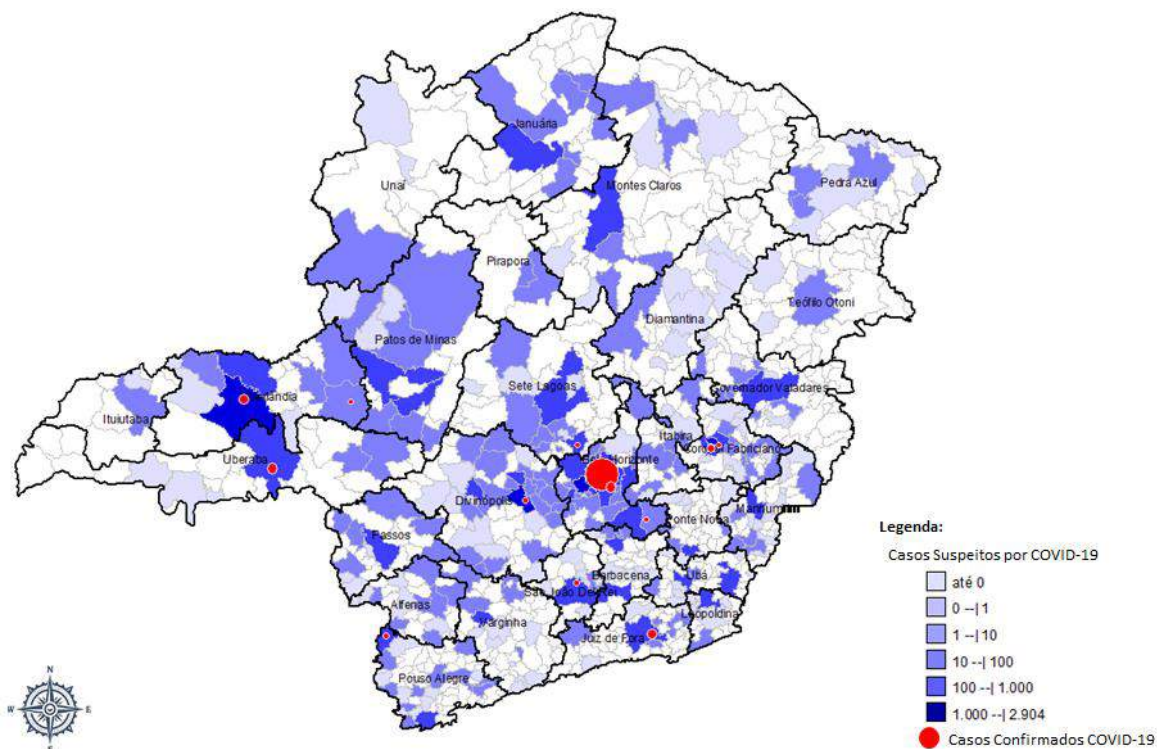 Januária
Montes Claros
Pedra Azul
Unaí
Pirapora
Teófilo Otoni
Diamantina
Patos de Minas
Sete Lagoas
Governador Valadares
Ituiutaba
Itabira
Coronel Fabriciano
Uberaba
Belo Horizonte
Divinópolis
Ponte Nova
Passos
Barbacena
Ubá
São João Del Rei
Alfenas
Leopoldina
Varginha
Juiz de Fora
Pouso Alegre
Legenda:
Casos Suspeitos por COVID-19
até 0
0 --| 1
1 --| 10
10 --| 100
100 --| 1.000
1.000 --| 2.904
Casos Confirmados COVID-19
N
W
E
S